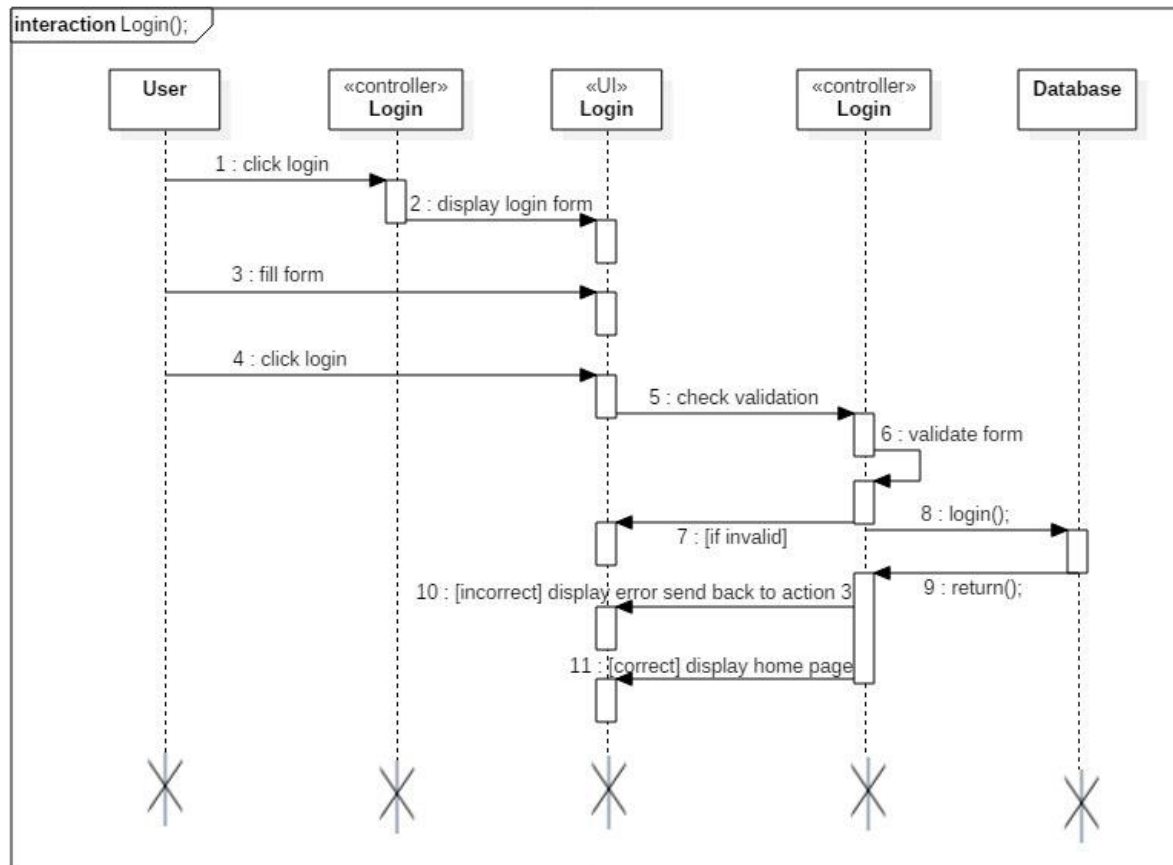 interaction Login();
User
«controller»
Login
«UI»
Login
«controller»
Login
Database
1 : click login
2 : display login form
3 : fill form
4 : click login
5 : check validation
6 : validate form
8 : login();
7 : [if invalid]
10 : [incorrect] display error send back to action 3
9 : return();
11 : [correct] display home page